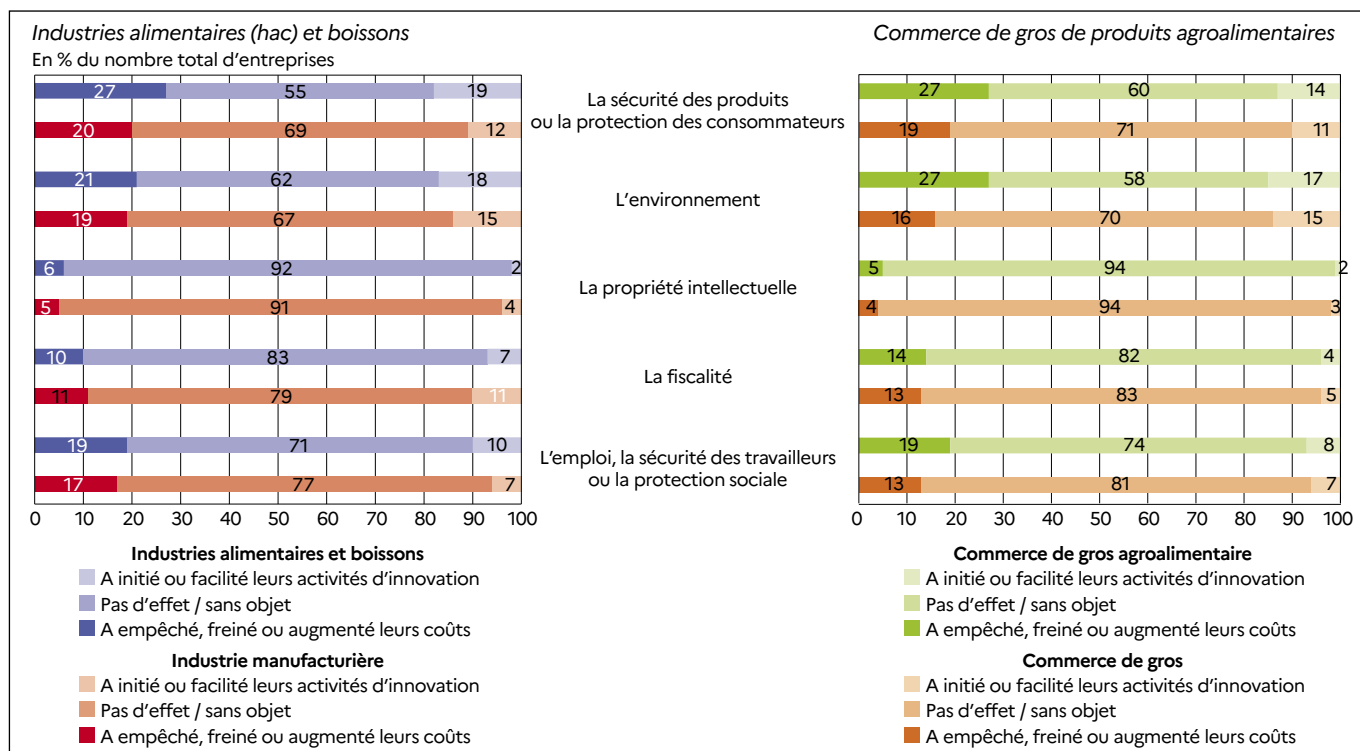 Industries alimentaires (hac) et boissons
En % du nombre total d'entreprises
Commerce de gros de produits agroalimentaires
27 55 19
La sécurité des produits
ou la protection des consommateurs
27 60 14
20 69 12
19 71 11
21 62 18
L'environnement
27 58 17
19 67 15
16 70 15
6 92 2
La propriété intellectuelle
5 94 2
5 91 4
4 94 3
10 83 7
La fiscalité
14 82 4
11 79 11
13 83 5
19 71 10
L'emploi, la sécurité des travailleurs
ou la protection sociale
19 74 8
17 77 7
13 81 7
0 10 20 30 40 50 60 70 80 90 100
0 10 20 30 40 50 60 70 80 90 100
Industries alimentaires et boissons
A initié ou facilité leurs activités d'innovation
Pas d'effet / sans objet
A empêché, freiné ou augmenté leurs coûts
Industrie manufacturière
A initié ou facilité leurs activités d'innovation
Pas d'effet / sans objet
A empêché, freiné ou augmenté leurs coûts
Commerce de gros agroalimentaire
A initié ou facilité leurs activités d'innovation
Pas d'effet / sans objet
A empêché, freiné ou augmenté leurs coûts
Commerce de gros
A initié ou facilité leurs activités d'innovation
Pas d'effet / sans objet
A empêché, freiné ou augmenté leurs coûts